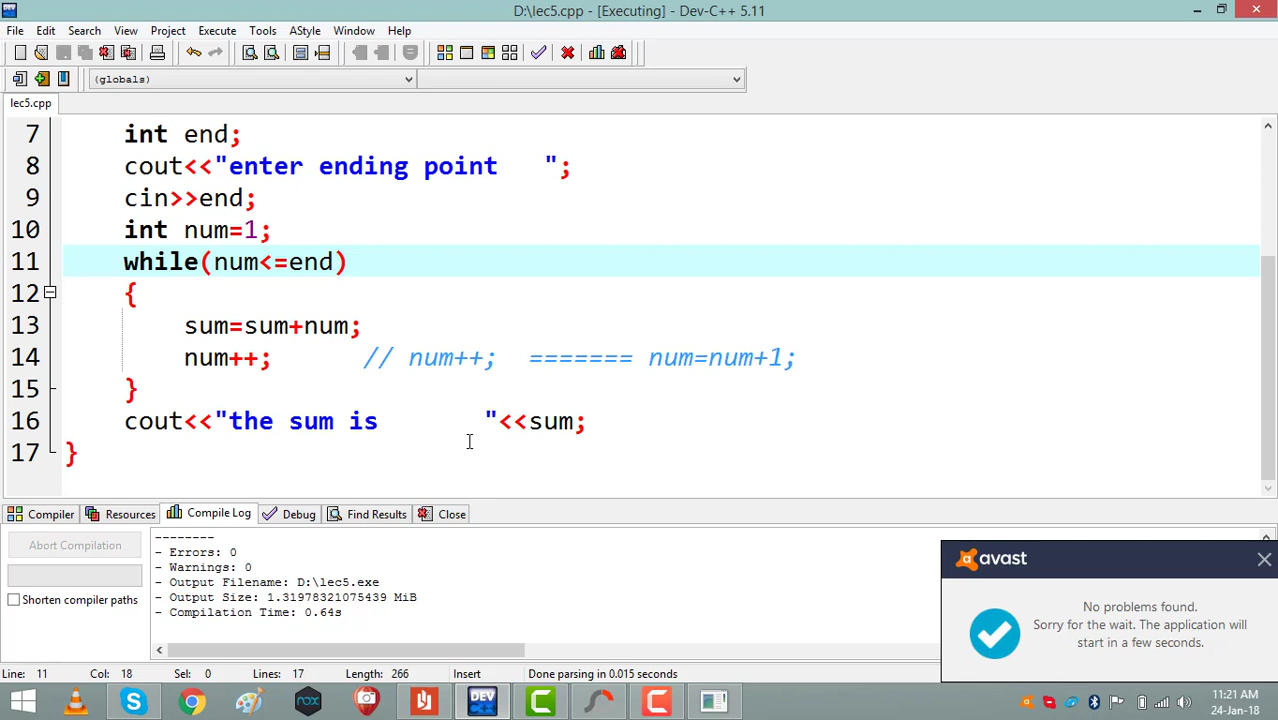 D:\lec5.cpp - [Executing] - Dev-C++ 5.11
File Edit Search View Project Execute Tools AStyle Window Help
(globals)
lec5.cpp
7 int end;
8 cout<<"enter ending point   ";
9 cin>>end;
10 int num=1;
11 while(num<=end)
12 {
13 sum=sum+num;
14 num++; // num++; ======= num=num+1;
15 }
16 cout<<"the sum is       "<<sum;
17 }
Compiler Resources Compile Log Debug Find Results Close
Abort Compilation
Shorten compiler paths
--------
- Errors: 0
- Warnings: 0
- Output Filename: D:\lec5.exe
- Output Size: 1.31978321075439 MiB
- Compilation Time: 0.64s
avast
No problems found.
Sorry for the wait. The application will
start in a few seconds.
Line: 11 Col: 18 Sel: 0 Lines: 17 Length: 266 Insert Done parsing in 0.015 seconds
nox
DEV
11:21 AM
24-Jan-18